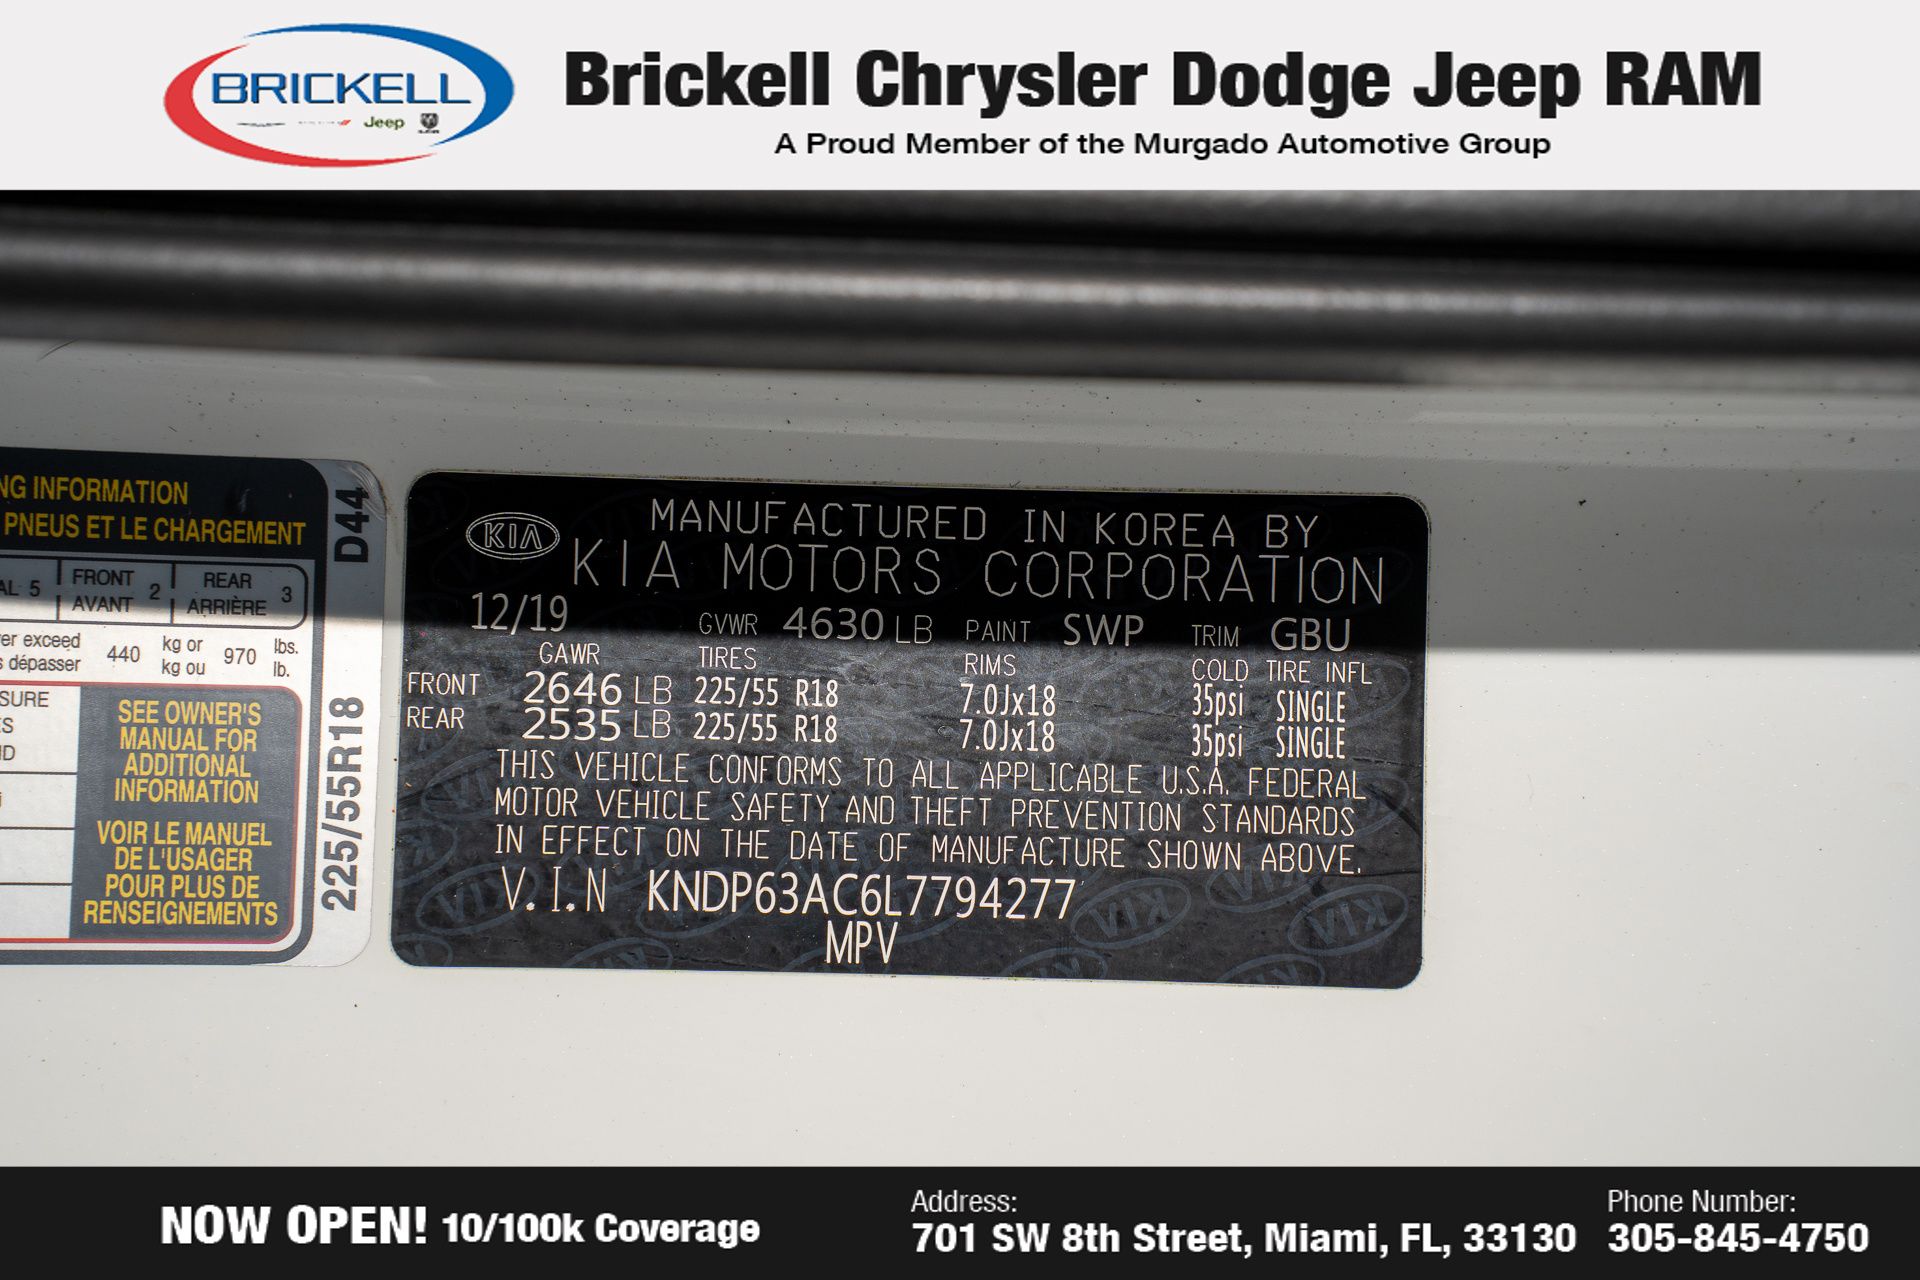 BRICKELL
Jeep
Brickell Chrysler Dodge Jeep RAM
A Proud Member of the Murgado Automotive Group
NG INFORMATION
PNEUS ET LE CHARGEMENT
D44
AL 5 FRONT AVANT 2 REAR ARRIÈRE 3
er exceed
s dépasser
440 kg or 970 lbs.
kg ou lb.
SURE
SEE OWNER'S
MANUAL FOR
ADDITIONAL
INFORMATION
VOIR LE MANUEL
DE L'USAGER
POUR PLUS DE
RENSEIGNEMENTS
225/55R18
KIA
MANUFACTURED IN KOREA BY
KIA MOTORS CORPORATION
12/19 GVWR 4630 LB PAINT SWP TRIM GBU
GAWR TIRES RIMS COLD TIRE INFL
FRONT 2646 LB 225/55 R18 7.0Jx18 35psi SINGLE
REAR 2535 LB 225/55 R18 7.0Jx18 35psi SINGLE
THIS VEHICLE CONFORMS TO ALL APPLICABLE U.S.A. FEDERAL
MOTOR VEHICLE SAFETY AND THEFT PREVENTION STANDARDS
IN EFFECT ON THE DATE OF MANUFACTURE SHOWN ABOVE.
V.I.N KNDP63AC6L7794277
MPV
NOW OPEN! 10/100k Coverage
Address:
701 SW 8th Street, Miami, FL, 33130
Phone Number:
305-845-4750